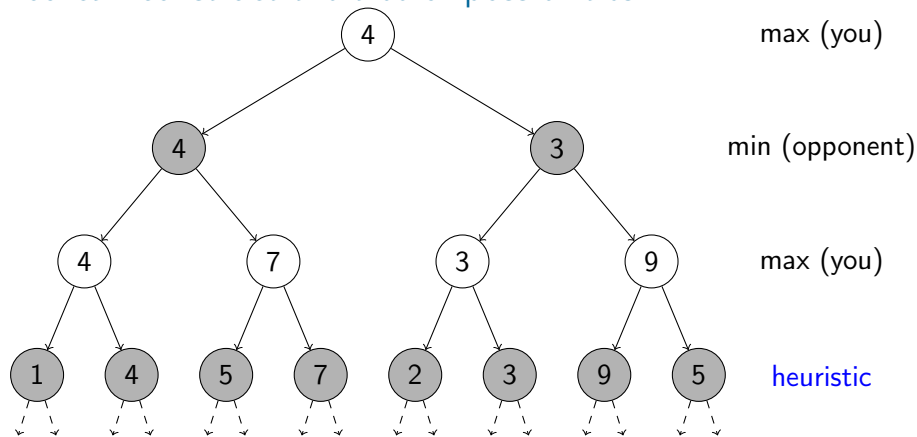 4 max (you)
4 3 min (opponent)
4 7 3 9 max (you)
1 4 5 7 2 3 9 5 heuristic